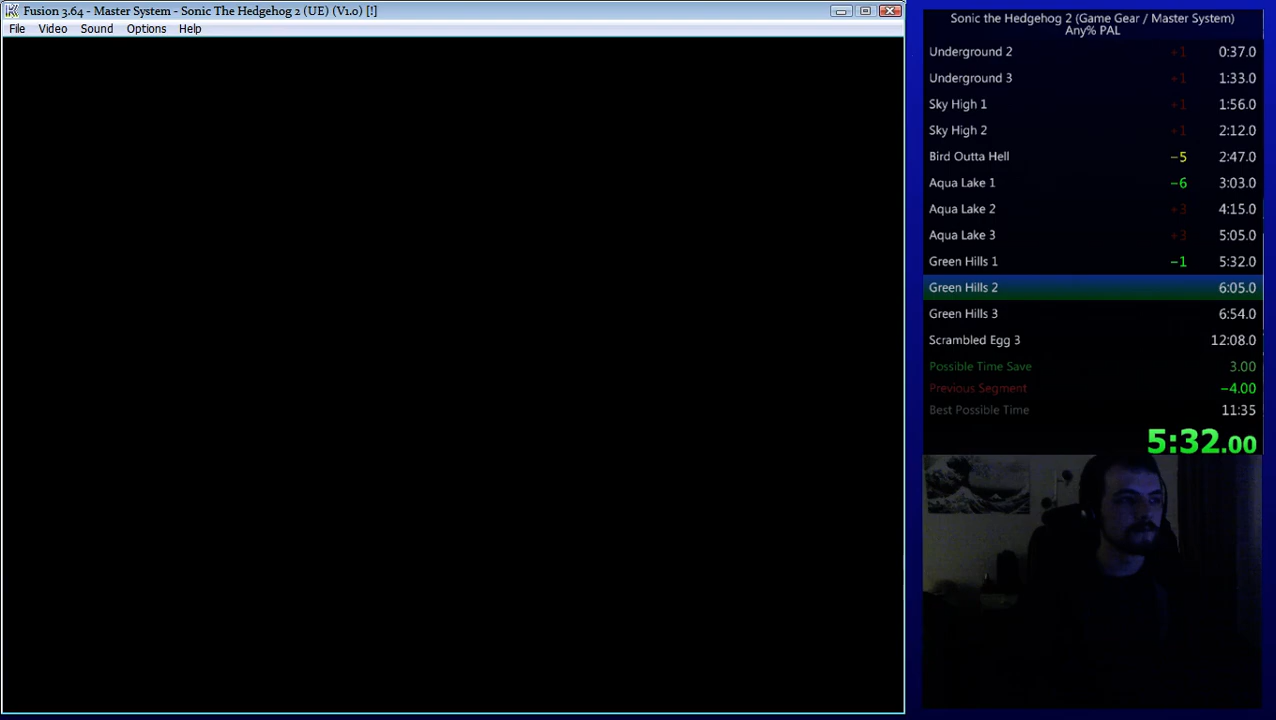 Fusion 3.64 - Master System - Sonic The Hedgehog 2 (UE) (V1.0) [!]
File Video Sound Options Help
Sonic the Hedgehog 2 (Game Gear / Master System)
Any% PAL
Underground 2 +1 0:37.0
Underground 3 +1 1:33.0
Sky High 1 +1 1:56.0
Sky High 2 +1 2:12.0
Bird Outta Hell −5 2:47.0
Aqua Lake 1 −6 3:03.0
Aqua Lake 2 +3 4:15.0
Aqua Lake 3 +3 5:05.0
Green Hills 1 −1 5:32.0
Green Hills 2 6:05.0
Green Hills 3 6:54.0
Scrambled Egg 3 12:08.0
Possible Time Save 3.00
Previous Segment −4.00
Best Possible Time 11:35
5:32.00